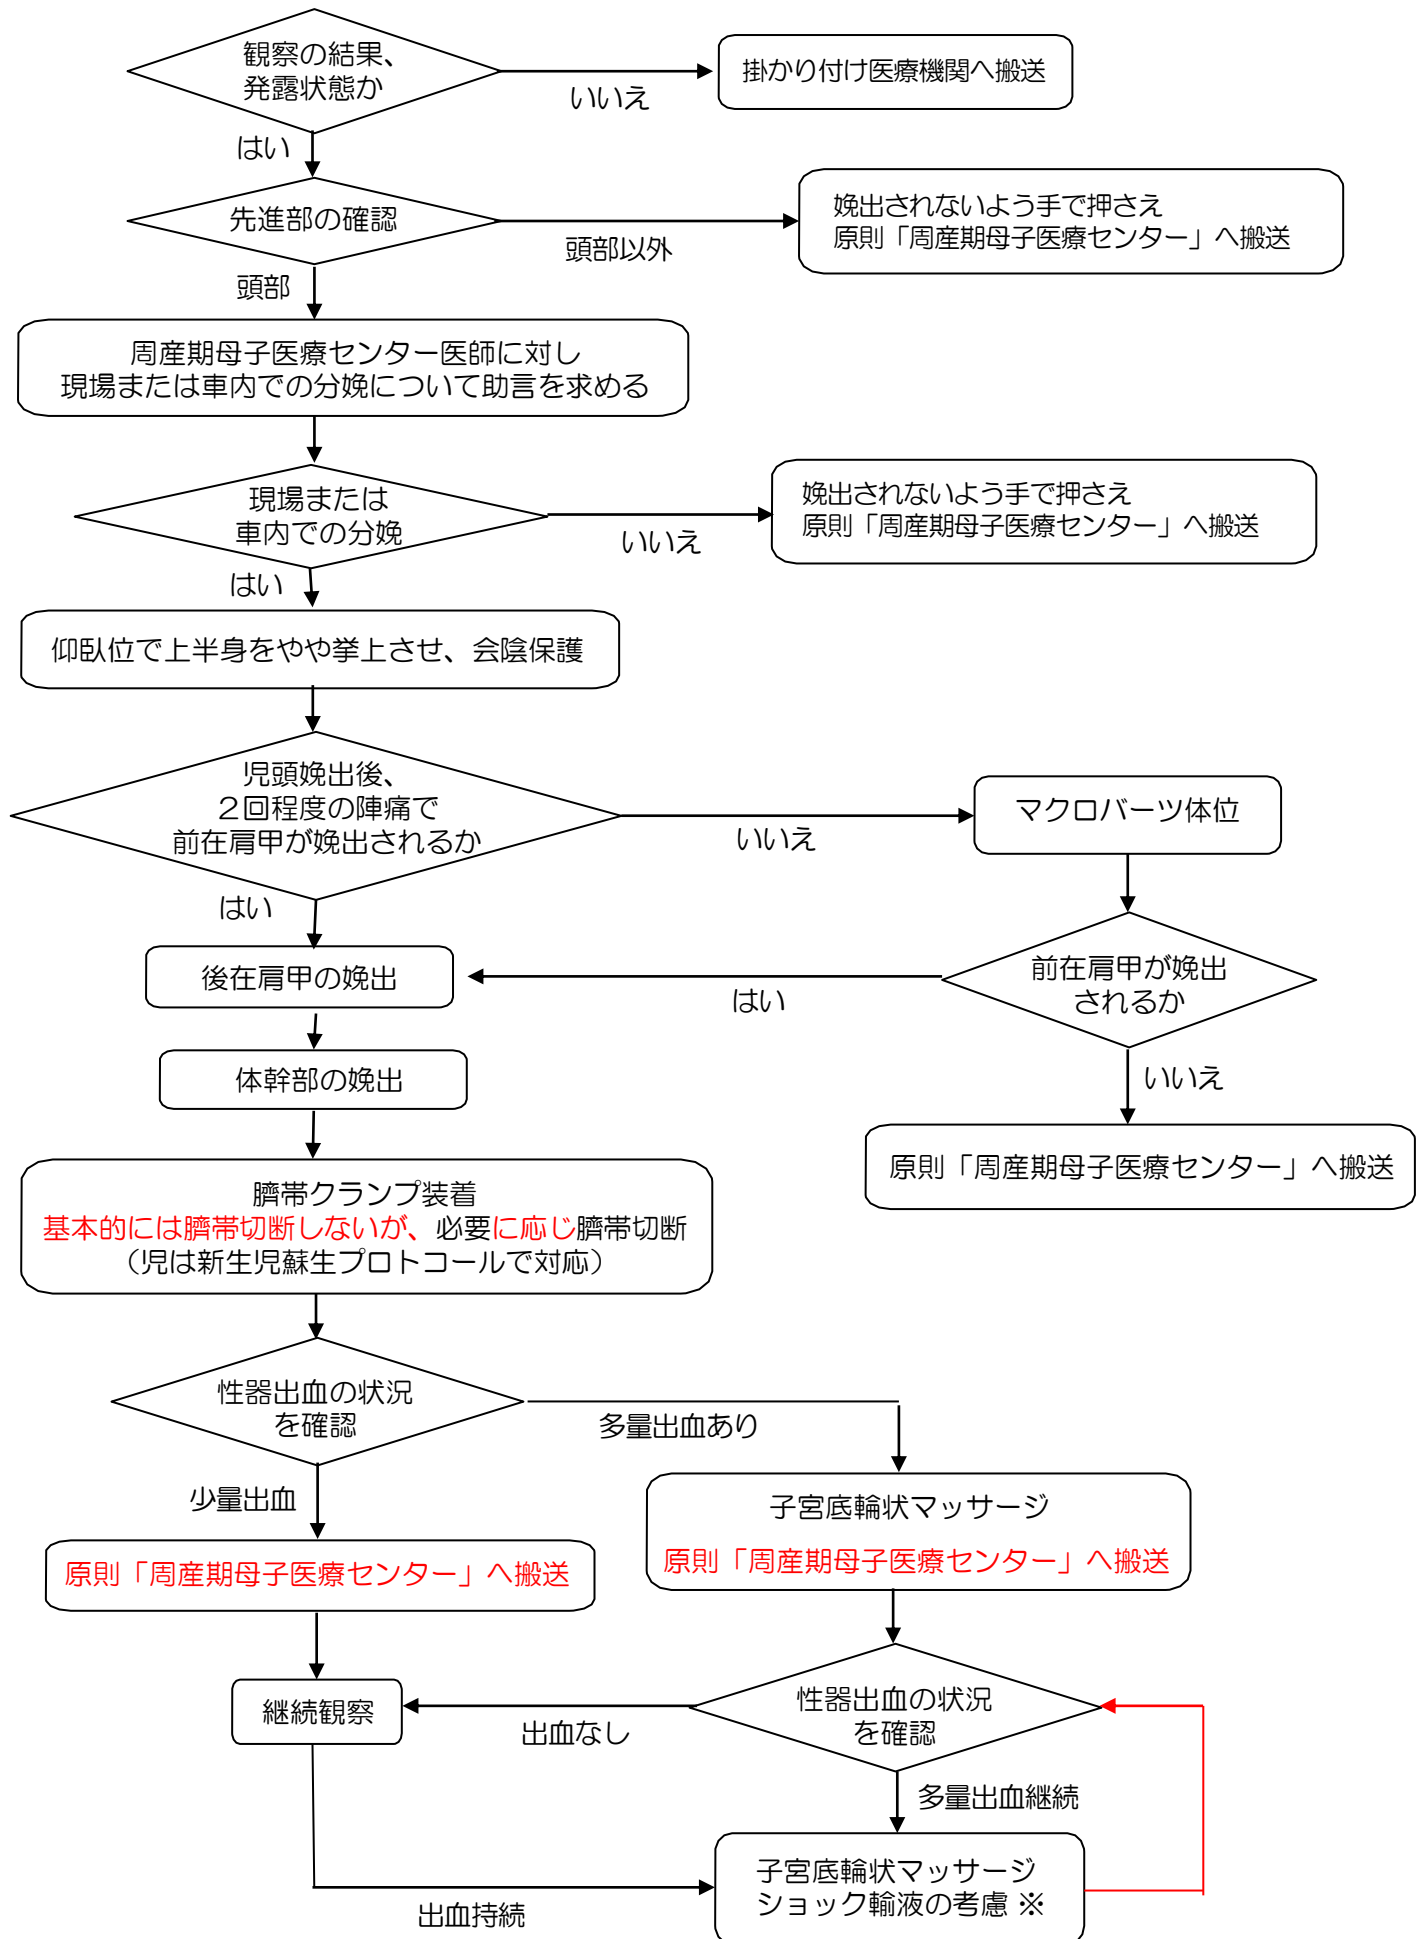 観察の結果、
発露状態か
いいえ
掛かり付け医療機関へ搬送
はい
先進部の確認
頭部以外
娩出されないよう手で押さえ
原則「周産期母子医療センター」へ搬送
頭部
周産期母子医療センター医師に対し
現場または車内での分娩について助言を求める
現場または
車内での分娩
いいえ
娩出されないよう手で押さえ
原則「周産期母子医療センター」へ搬送
はい
仰臥位で上半身をやや挙上させ、会陰保護
児頭娩出後、
２回程度の陣痛で
前在肩甲が娩出されるか
いいえ
マクロバーツ体位
はい
後在肩甲の娩出
はい
前在肩甲が娩出
されるか
体幹部の娩出
いいえ
原則「周産期母子医療センター」へ搬送
臍帯クランプ装着
基本的には臍帯切断しないが、必要に応じ臍帯切断
（児は新生児蘇生プロトコールで対応）
性器出血の状況
を確認
多量出血あり
少量出血
原則「周産期母子医療センター」へ搬送
子宮底輪状マッサージ
原則「周産期母子医療センター」へ搬送
継続観察
出血なし
性器出血の状況
を確認
多量出血継続
出血持続
子宮底輪状マッサージ
ショック輸液の考慮 ※